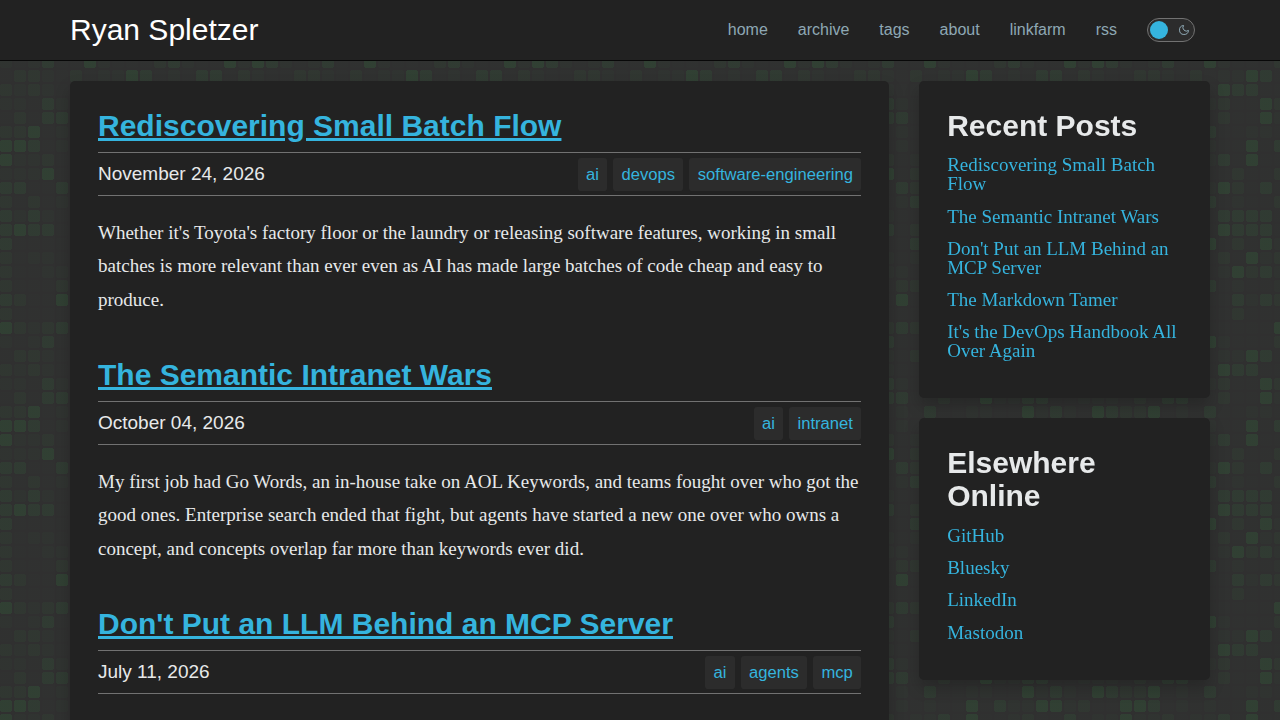 Ryan Spletzer
home archive tags about linkfarm rss
Rediscovering Small Batch Flow
November 24, 2026 ai devops software-engineering
Whether it's Toyota's factory floor or the laundry or releasing software features, working in small
batches is more relevant than ever even as AI has made large batches of code cheap and easy to
produce.
The Semantic Intranet Wars
October 04, 2026 ai intranet
My first job had Go Words, an in-house take on AOL Keywords, and teams fought over who got the
good ones. Enterprise search ended that fight, but agents have started a new one over who owns a
concept, and concepts overlap far more than keywords ever did.
Don't Put an LLM Behind an MCP Server
July 11, 2026 ai agents mcp
Recent Posts
Rediscovering Small Batch
Flow
The Semantic Intranet Wars
Don't Put an LLM Behind an
MCP Server
The Markdown Tamer
It's the DevOps Handbook All
Over Again
Elsewhere
Online
GitHub
Bluesky
LinkedIn
Mastodon